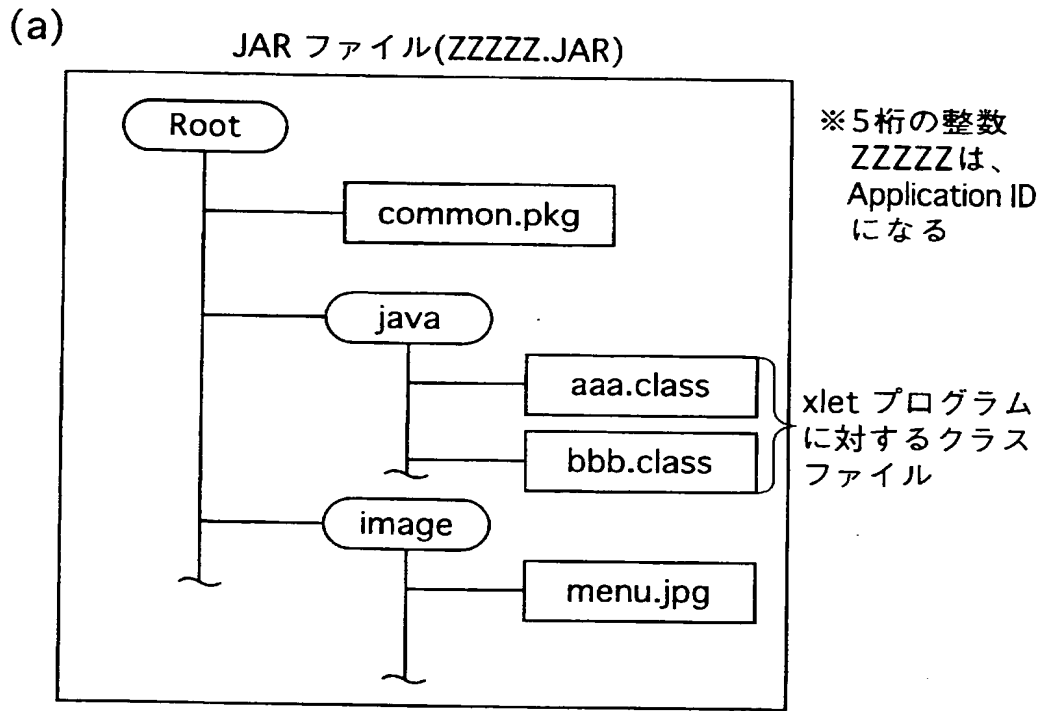 (a)
JAR ファイル(ZZZZZ.JAR)
Root
※5桁の整数
ZZZZZは、
Application ID
になる
common.pkg
java
aaa.class
bbb.class
xlet プログラム
に対するクラス
ファイル
image
menu.jpg